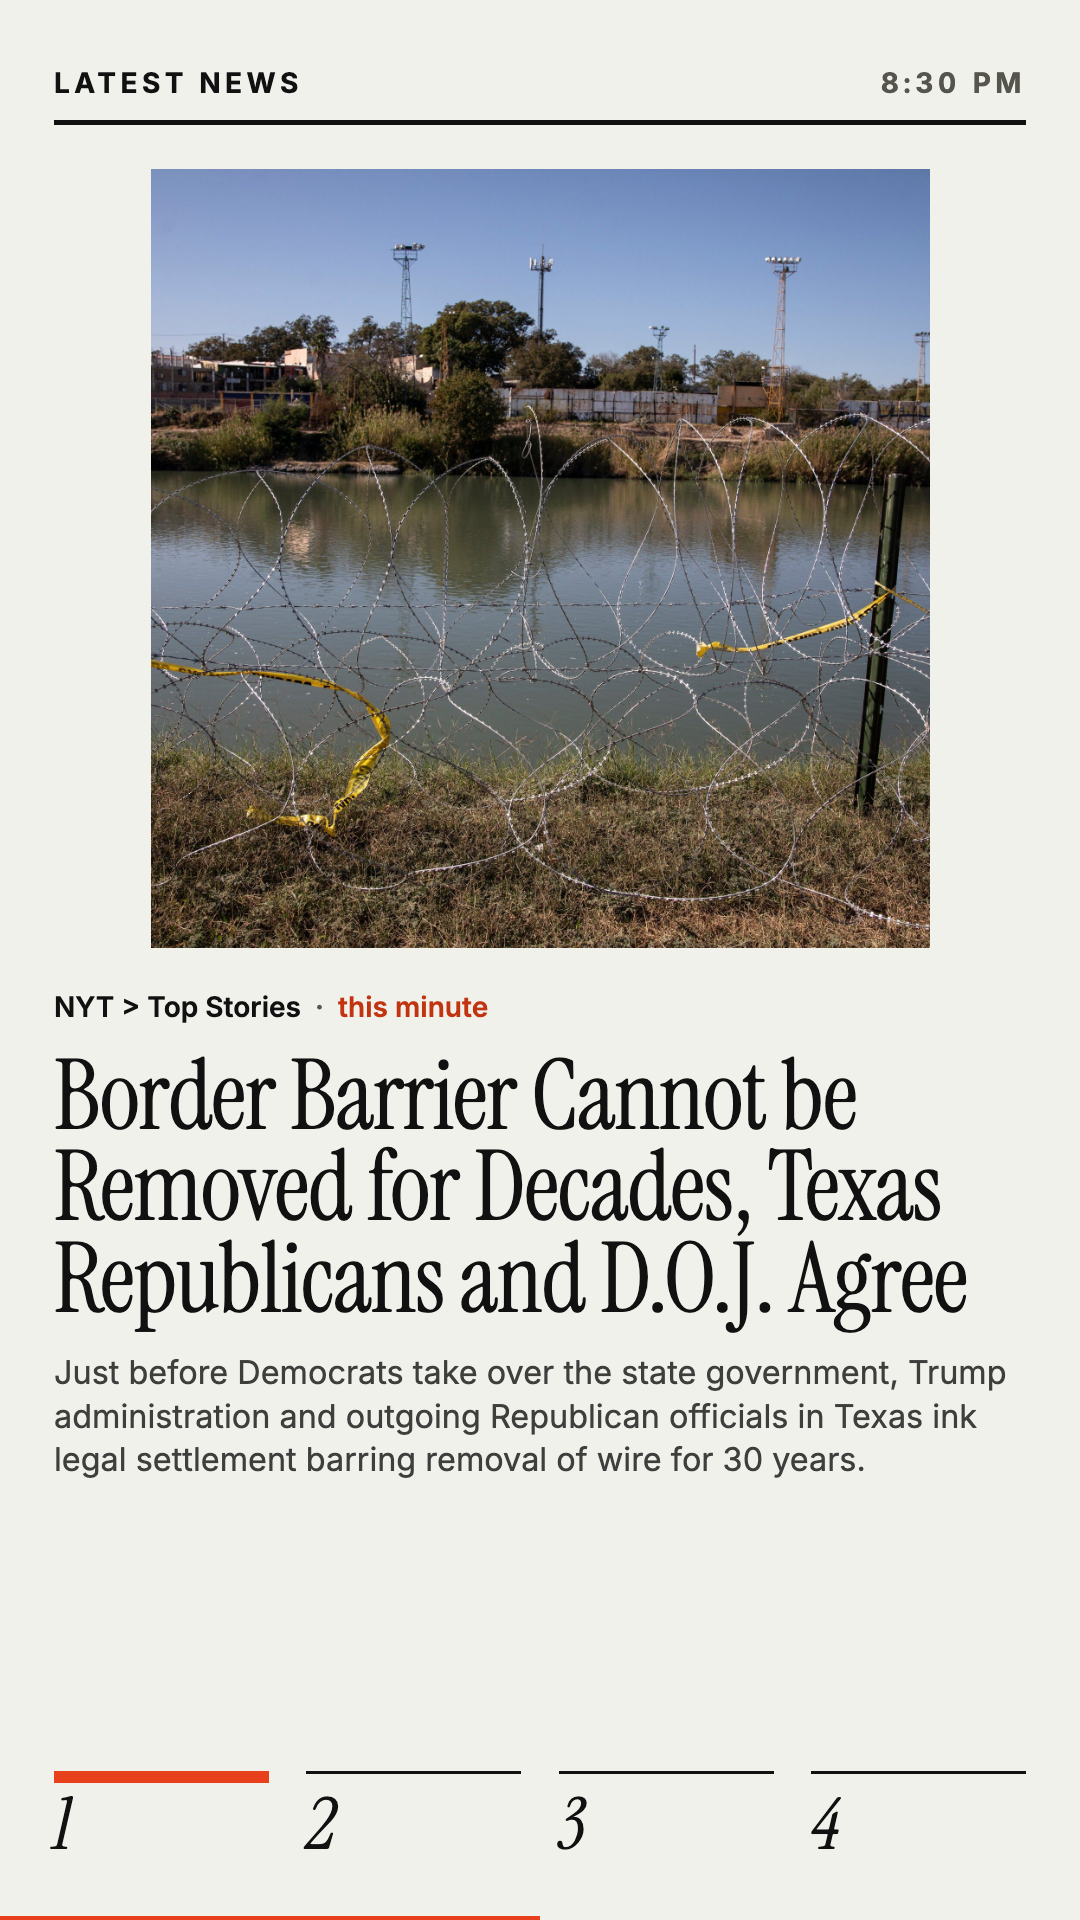 LATEST NEWS
8:30 PM
NYT > Top Stories · this minute
Border Barrier Cannot be
Removed for Decades, Texas
Republicans and D.O.J. Agree
Just before Democrats take over the state government, Trump
administration and outgoing Republican officials in Texas ink
legal settlement barring removal of wire for 30 years.
1
2
3
4